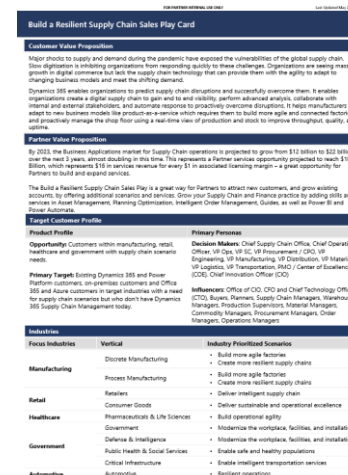 FOR PARTNER INTERNAL USE ONLY
Last Updated May
Build a Resilient Supply Chain Sales Play Card
Customer Value Proposition
Major shocks to supply and demand during the pandemic have exposed the vulnerabilities of the global supply chain.
Slow digitization is inhibiting organizations from responding quickly to these challenges. Organizations are seeing mass
growth in digital commerce but lack the supply chain technology that can provide them with the agility to adapt to
changing business models and meet the shifting demand.
Dynamics 365 enables organizations to predict supply chain disruptions and successfully overcome them. It enables
organizations create a digital supply chain to gain end to end visibility, perform advanced analysis, collaborate with
internal and external stakeholders, and automate response to proactively overcome disruptions. It helps manufacturers
adapt to new business models like product-as-a-service which requires them to build more agile and connected factori
and proactively manage the shop floor using a real-time view of production and stock to improve throughput, quality, a
uptime.
Partner Value Proposition
By 2023, the Business Applications market for Supply Chain operations is projected to grow from $12 billion to $22 billi
over the next 3 years, almost doubling in this time. This represents a Partner services opportunity projected to reach $1
Billion, which represents $16 in services revenue for every $1 in associated licensing margin – a great opportunity for
Partners to build and expand services.
The Build a Resilient Supply Chain Sales Play is a great way for Partners to attract new customers, and grow existing
accounts, by offering additional scenarios and services. Grow your Supply Chain and Finance practice by adding skills a
services in Asset Management, Planning Optimization, Intelligent Order Management, Guides, as well as Power BI and
Power Automate.
Target Customer Profile
Product Profile
Primary Personas
Opportunity: Customers within manufacturing, retail,
healthcare and government with supply chain scenario
needs.
Primary Target: Existing Dynamics 365 and Power
Platform customers, on-premises customers and Office
365 and Azure customers in target industries with a need
for supply chain scenarios but who don't have Dynamics
365 Supply Chain Management today.
Decision Makers: Chief Supply Chain Office, Chief Operati
Officer, VP Ops, VP SC, VP Procurement / CPO, VP
Engineering, VP Manufacturing, VP Distribution, VP Materi
VP Logistics, VP Transportation, PMO / Center of Excellenc
(COE), Chief Innovation Officer (CIO)
Influencers: Office of CIO, CFO and Chief Technology Offi
(CTO), Buyers, Planners, Supply Chain Managers, Warehou
Managers, Production Supervisors, Material Managers,
Commodity Managers, Procurement Managers, Order
Managers, Operations Managers
Industries
Focus Industries
Vertical
Industry Prioritized Scenarios
Manufacturing
Discrete Manufacturing
• Build more agile factories
• Create more resilient supply chains
Process Manufacturing
• Build more agile factories
• Create more resilient supply chains
Retail
Retailers
• Deliver intelligent supply chain
Consumer Goods
• Deliver sustainable and operational excellence
Healthcare
Pharmaceuticals & Life Sciences
• Build operational agility
Government
Government
• Modernize the workplace, facilities, and installati
Defense & Intelligence
• Modernize the workplace, facilities, and installati
Public Health & Social Services
• Enable safe and healthy populations
Critical Infrastructure
• Enable intelligent transportation services
Automotive
Automotive
• Resilient operations